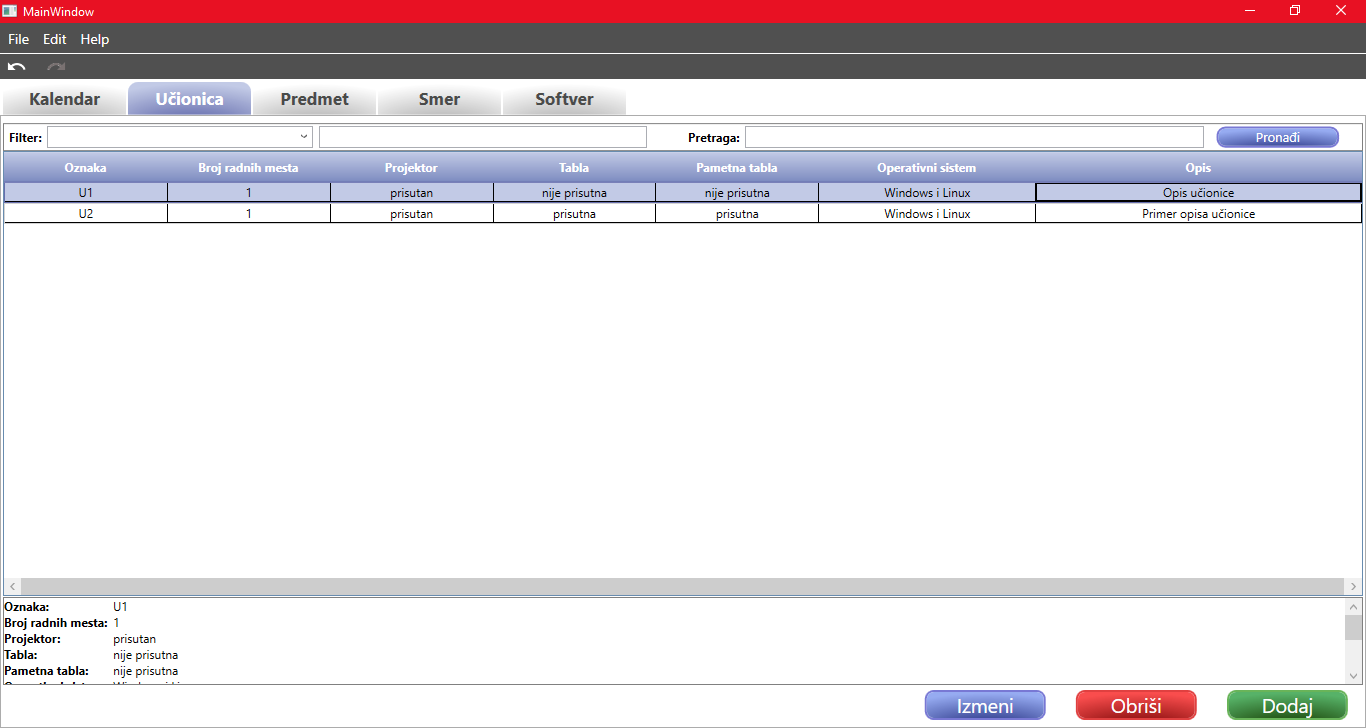 MainWindow
File Edit Help
Kalendar Učionica Predmet Smer Softver
Filter: Pretraga: Pronađi
Oznaka Broj radnih mesta Projektor Tabla Pametna tabla Operativni sistem Opis
U1 1 prisutan nije prisutna nije prisutna Windows i Linux Opis učionice
U2 1 prisutan prisutna prisutna Windows i Linux Primer opisa učionice
Oznaka: U1
Broj radnih mesta: 1
Projektor: prisutan
Tabla: nije prisutna
Pametna tabla: nije prisutna
Izmeni Obriši Dodaj